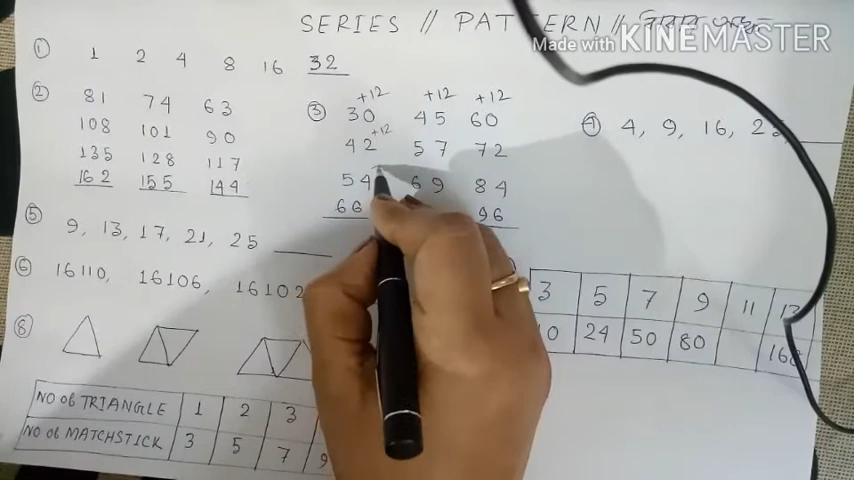 SERIES // PATTERN //
Made with KINEMASTER
① 1 2 4 8 16 32
② 81 74 63
108 101 90
135 128 117
162 155 144
③ +12 +12 +12
30 45 60
+12
42 57 72
54 69 84
66 96
④ 4, 9, 16, 25,
⑤ 9, 13, 17, 21, 25
⑥ 16110, 16106, 16102
3 5 7 9 11 13
10 24 50 80 168
⑧
NO OF TRIANGLE 1 2 3
NO OF MATCHSTICK 3 5 7 9